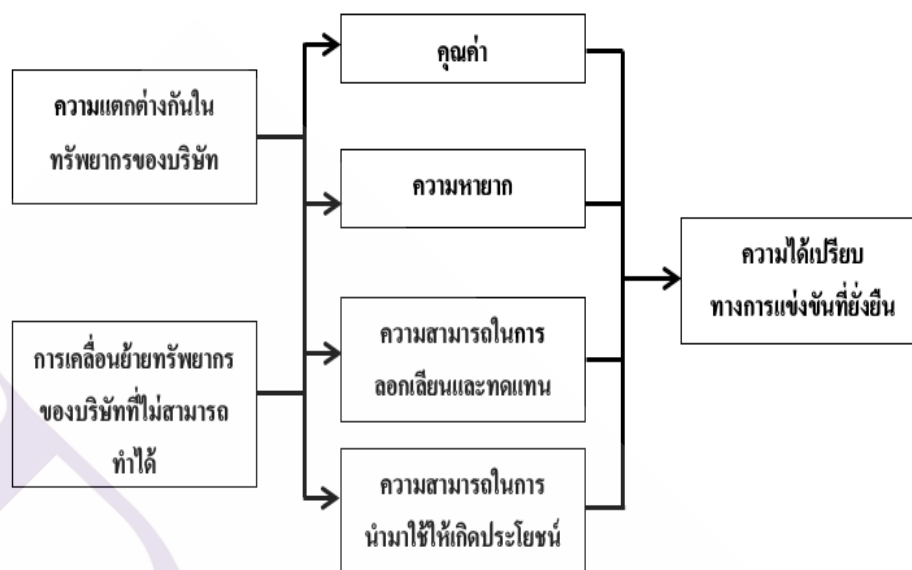 ความแตกต่างกันใน
ทรัพยากรของบริษัท
การเคลื่อนย้ายทรัพยากร
ของบริษัทที่ไม่สามารถ
ทำได้
คุณค่า
ความหายาก
ความสามารถในการ
ลอกเลียนและทดแทน
ความสามารถในการ
นำมาใช้ให้เกิดประโยชน์
ความได้เปรียบ
ทางการแข่งขันที่ยั่งยืน